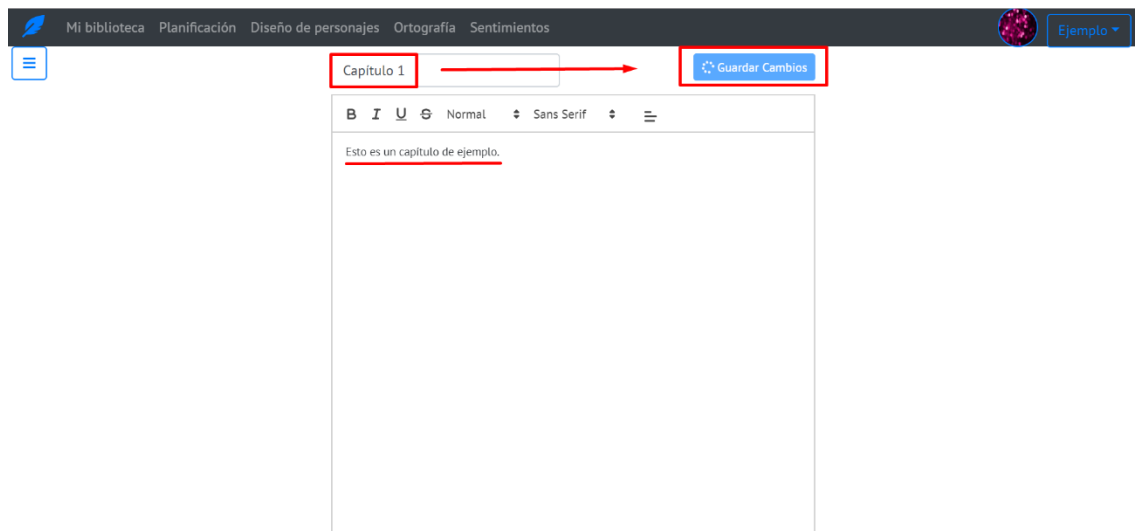 Mi biblioteca Planificación Diseño de personajes Ortografía Sentimientos Ejemplo
Capítulo 1 Guardar Cambios
B I U S Normal Sans Serif
Esto es un capítulo de ejemplo.